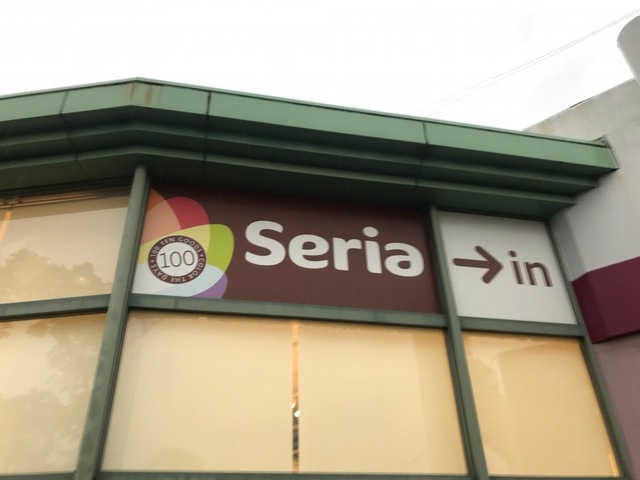 100 YEN GOODS • COLOR THE DAYS •
100
Seria
→in